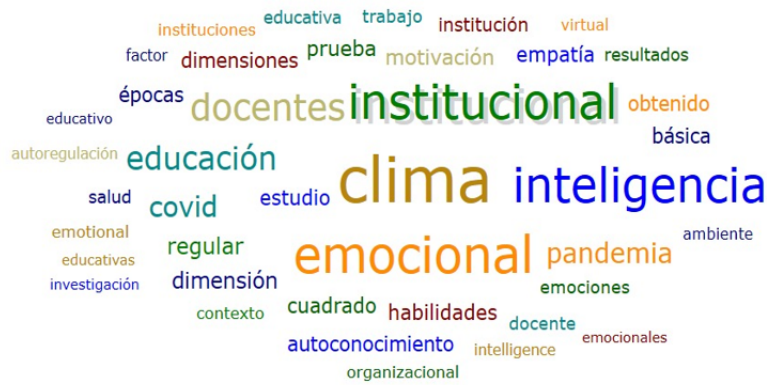 educativa trabajo
instituciones institución virtual
factor dimensiones prueba motivación empatía resultados
épocas docentes institucional obtenido
educativo básica
autoregulación educación clima inteligencia
salud covid estudio
emotional regular emocional pandemia ambiente
educativas
investigación dimensión emociones
contexto cuadrado habilidades docente
autoconocimiento intelligence emocionales
organizacional